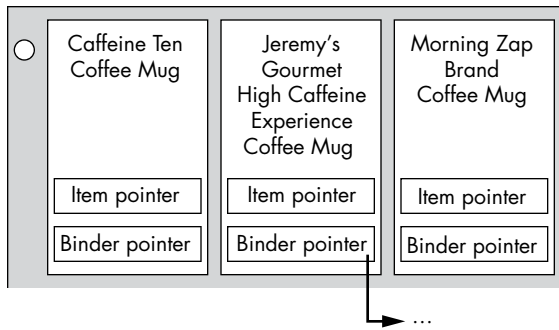 Caffeine Ten
Coffee Mug
Item pointer
Binder pointer
Jeremy’s
Gourmet
High Caffeine
Experience
Coffee Mug
Item pointer
Binder pointer
Morning Zap
Brand
Coffee Mug
Item pointer
Binder pointer
...